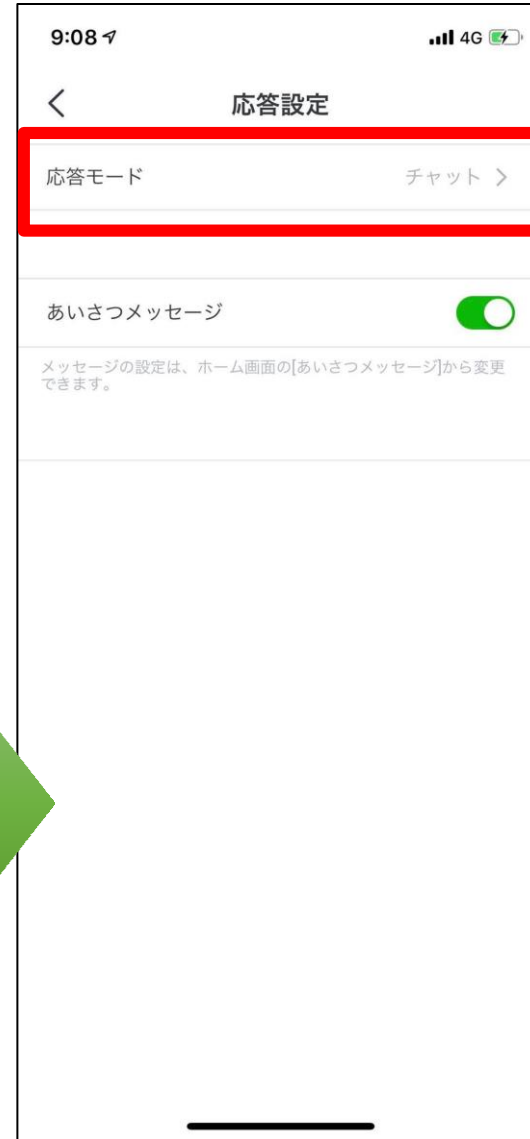 9:08 4G
応答設定
応答モード チャット
あいさつメッセージ
メッセージの設定は、ホーム画面の[あいさつメッセージ]から変更
できます。